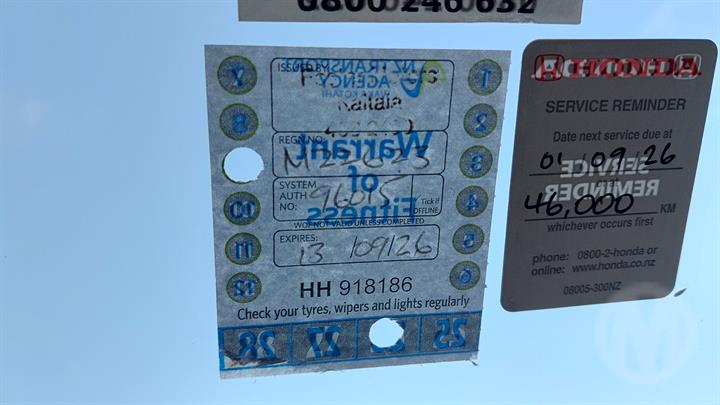 0800 246 632
ISSUED BY
Kaitaia
NZ TRANSPORT
AGENCY
WAKA KOTAHI
REGN NO:
Warrant
of
Fitness
SYSTEM
AUTH
NO:
96015
Tick if
OFFLINE
WOF NOT VALID UNLESS COMPLETED
EXPIRES:
13 109126
HH 918186
Check your tyres, wipers and lights regularly
1
2
3
4
5
6
X
8
10
11
12
28
27
25
HONDA
SERVICE REMINDER
Date next service due at
01/09/26
SERVICE
REMINDER
46,000 KM
whichever occurs first
phone: 0800-2-honda or
online: www.honda.co.nz
08005-300NZ
M